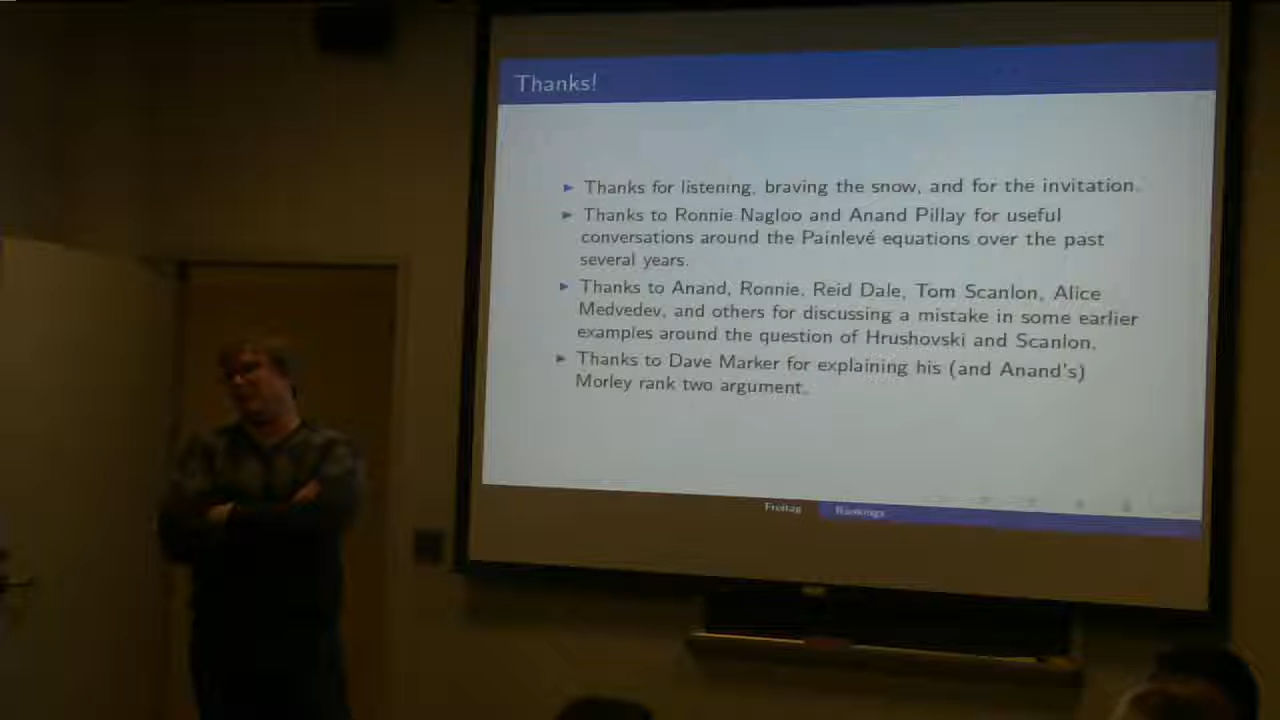 Thanks!
▶ Thanks for listening, braving the snow, and for the invitation.
▶ Thanks to Ronnie Nagloo and Anand Pillay for useful
conversations around the Painlevé equations over the past
several years.
▶ Thanks to Anand, Ronnie, Reid Dale, Tom Scanlon, Alice
Medvedev, and others for discussing a mistake in some earlier
examples around the question of Hrushovski and Scanlon.
▶ Thanks to Dave Marker for explaining his (and Anand's)
Morley rank two argument.
Freitag Rankings